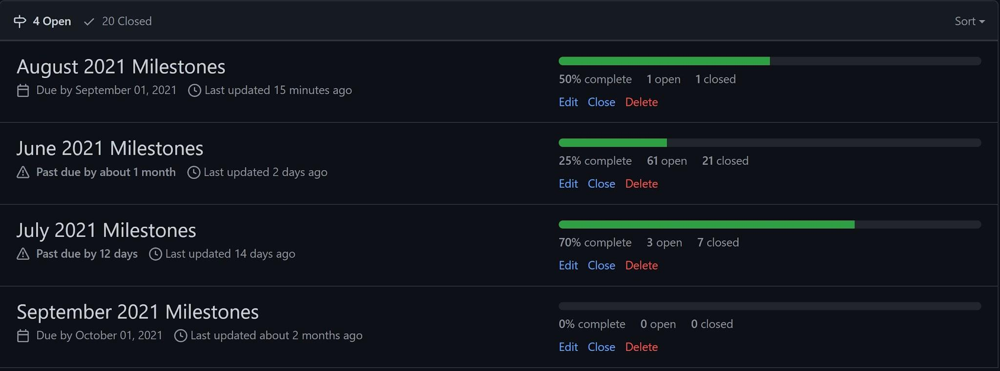 4 Open 20 Closed Sort
August 2021 Milestones
Due by September 01, 2021 Last updated 15 minutes ago
50% complete 1 open 1 closed
Edit Close Delete
June 2021 Milestones
Past due by about 1 month Last updated 2 days ago
25% complete 61 open 21 closed
Edit Close Delete
July 2021 Milestones
Past due by 12 days Last updated 14 days ago
70% complete 3 open 7 closed
Edit Close Delete
September 2021 Milestones
Due by October 01, 2021 Last updated about 2 months ago
0% complete 0 open 0 closed
Edit Close Delete